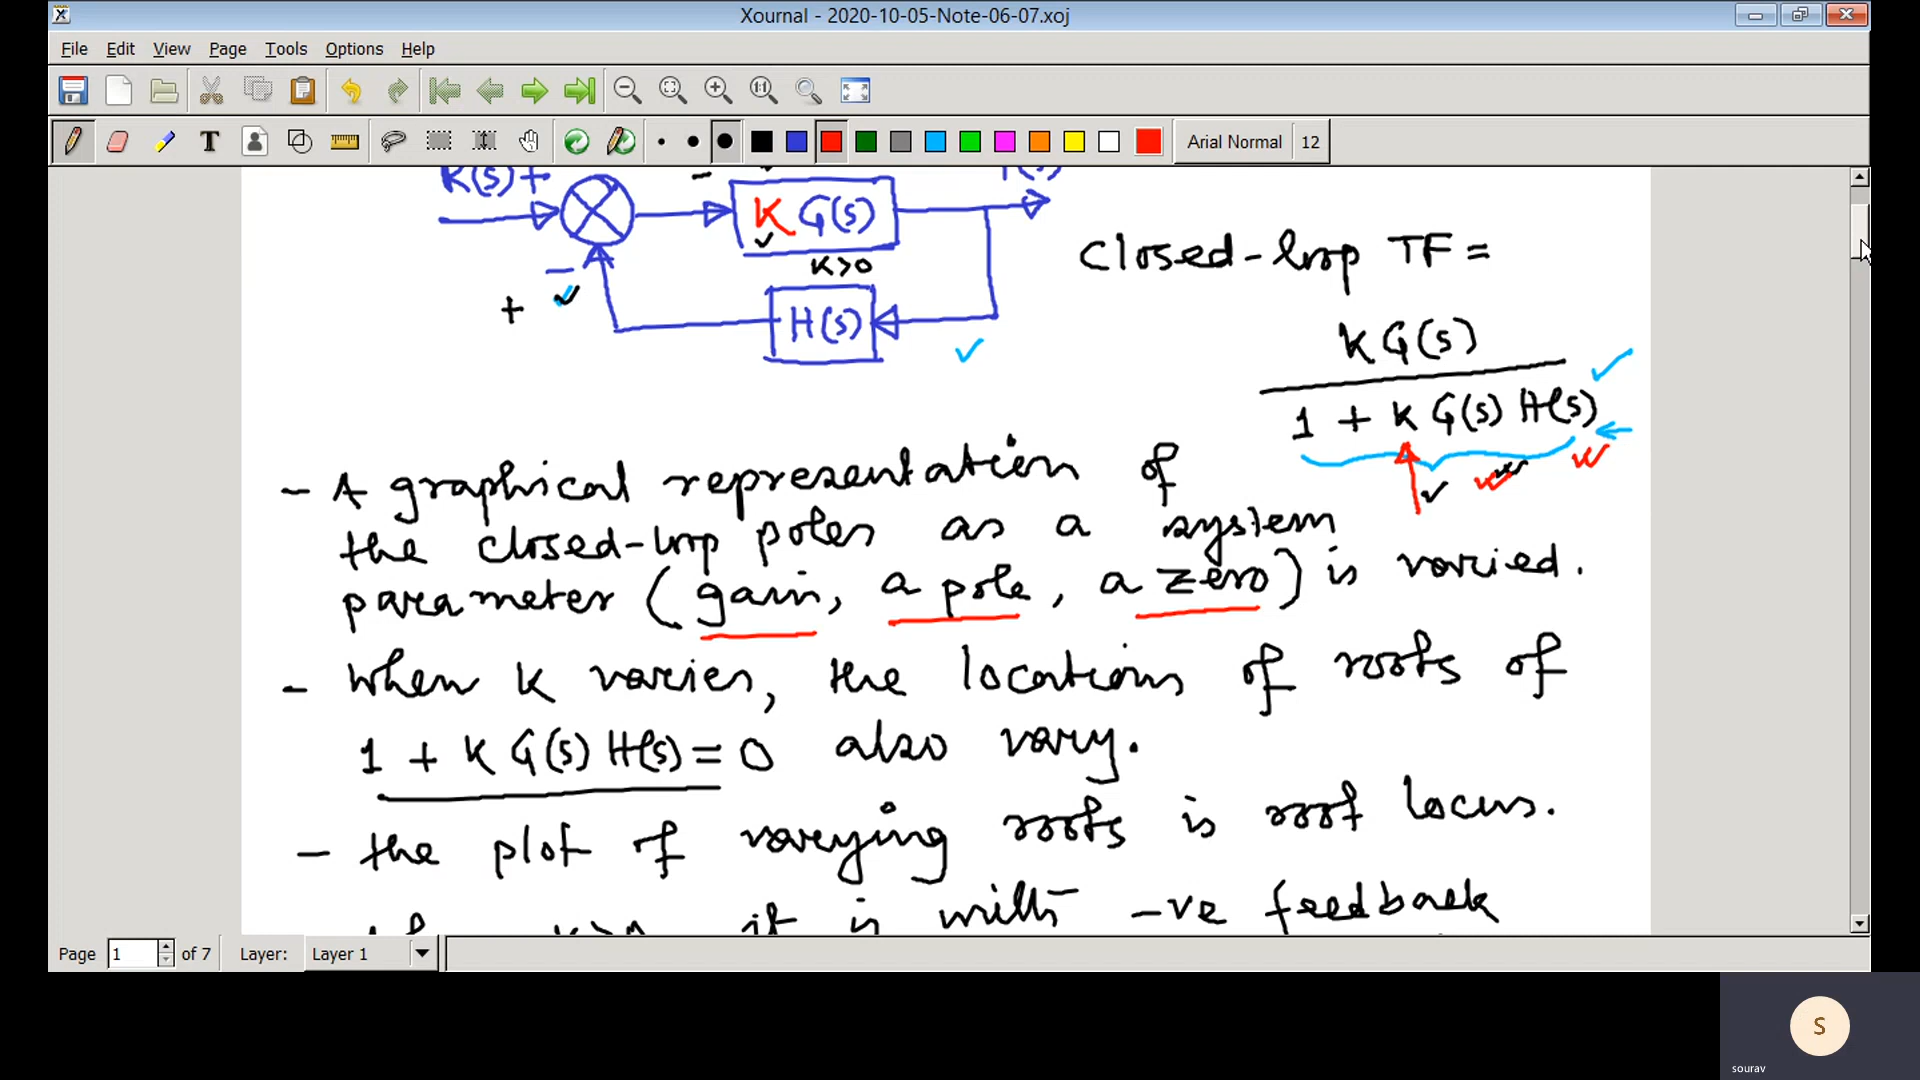 Xournal - 2020-10-05-Note-06-07.xoj
File Edit View Page Tools Options Help
Arial Normal 12
R(s) +
-
K G(s)
K>0
-
+
H(s)
closed-loop TF =
K G(s)
1 + K G(s) H(s)
- A graphical representation of
the closed-loop poles as a system
parameter (gain, a pole, a zero) is varied.
- When K varies, the locations of roots of
1 + K G(s) H(s) = 0 also vary.
- the plot of varying roots is root locus.
it is with -ve feedback
Page 1 of 7 Layer: Layer 1
S
sourav